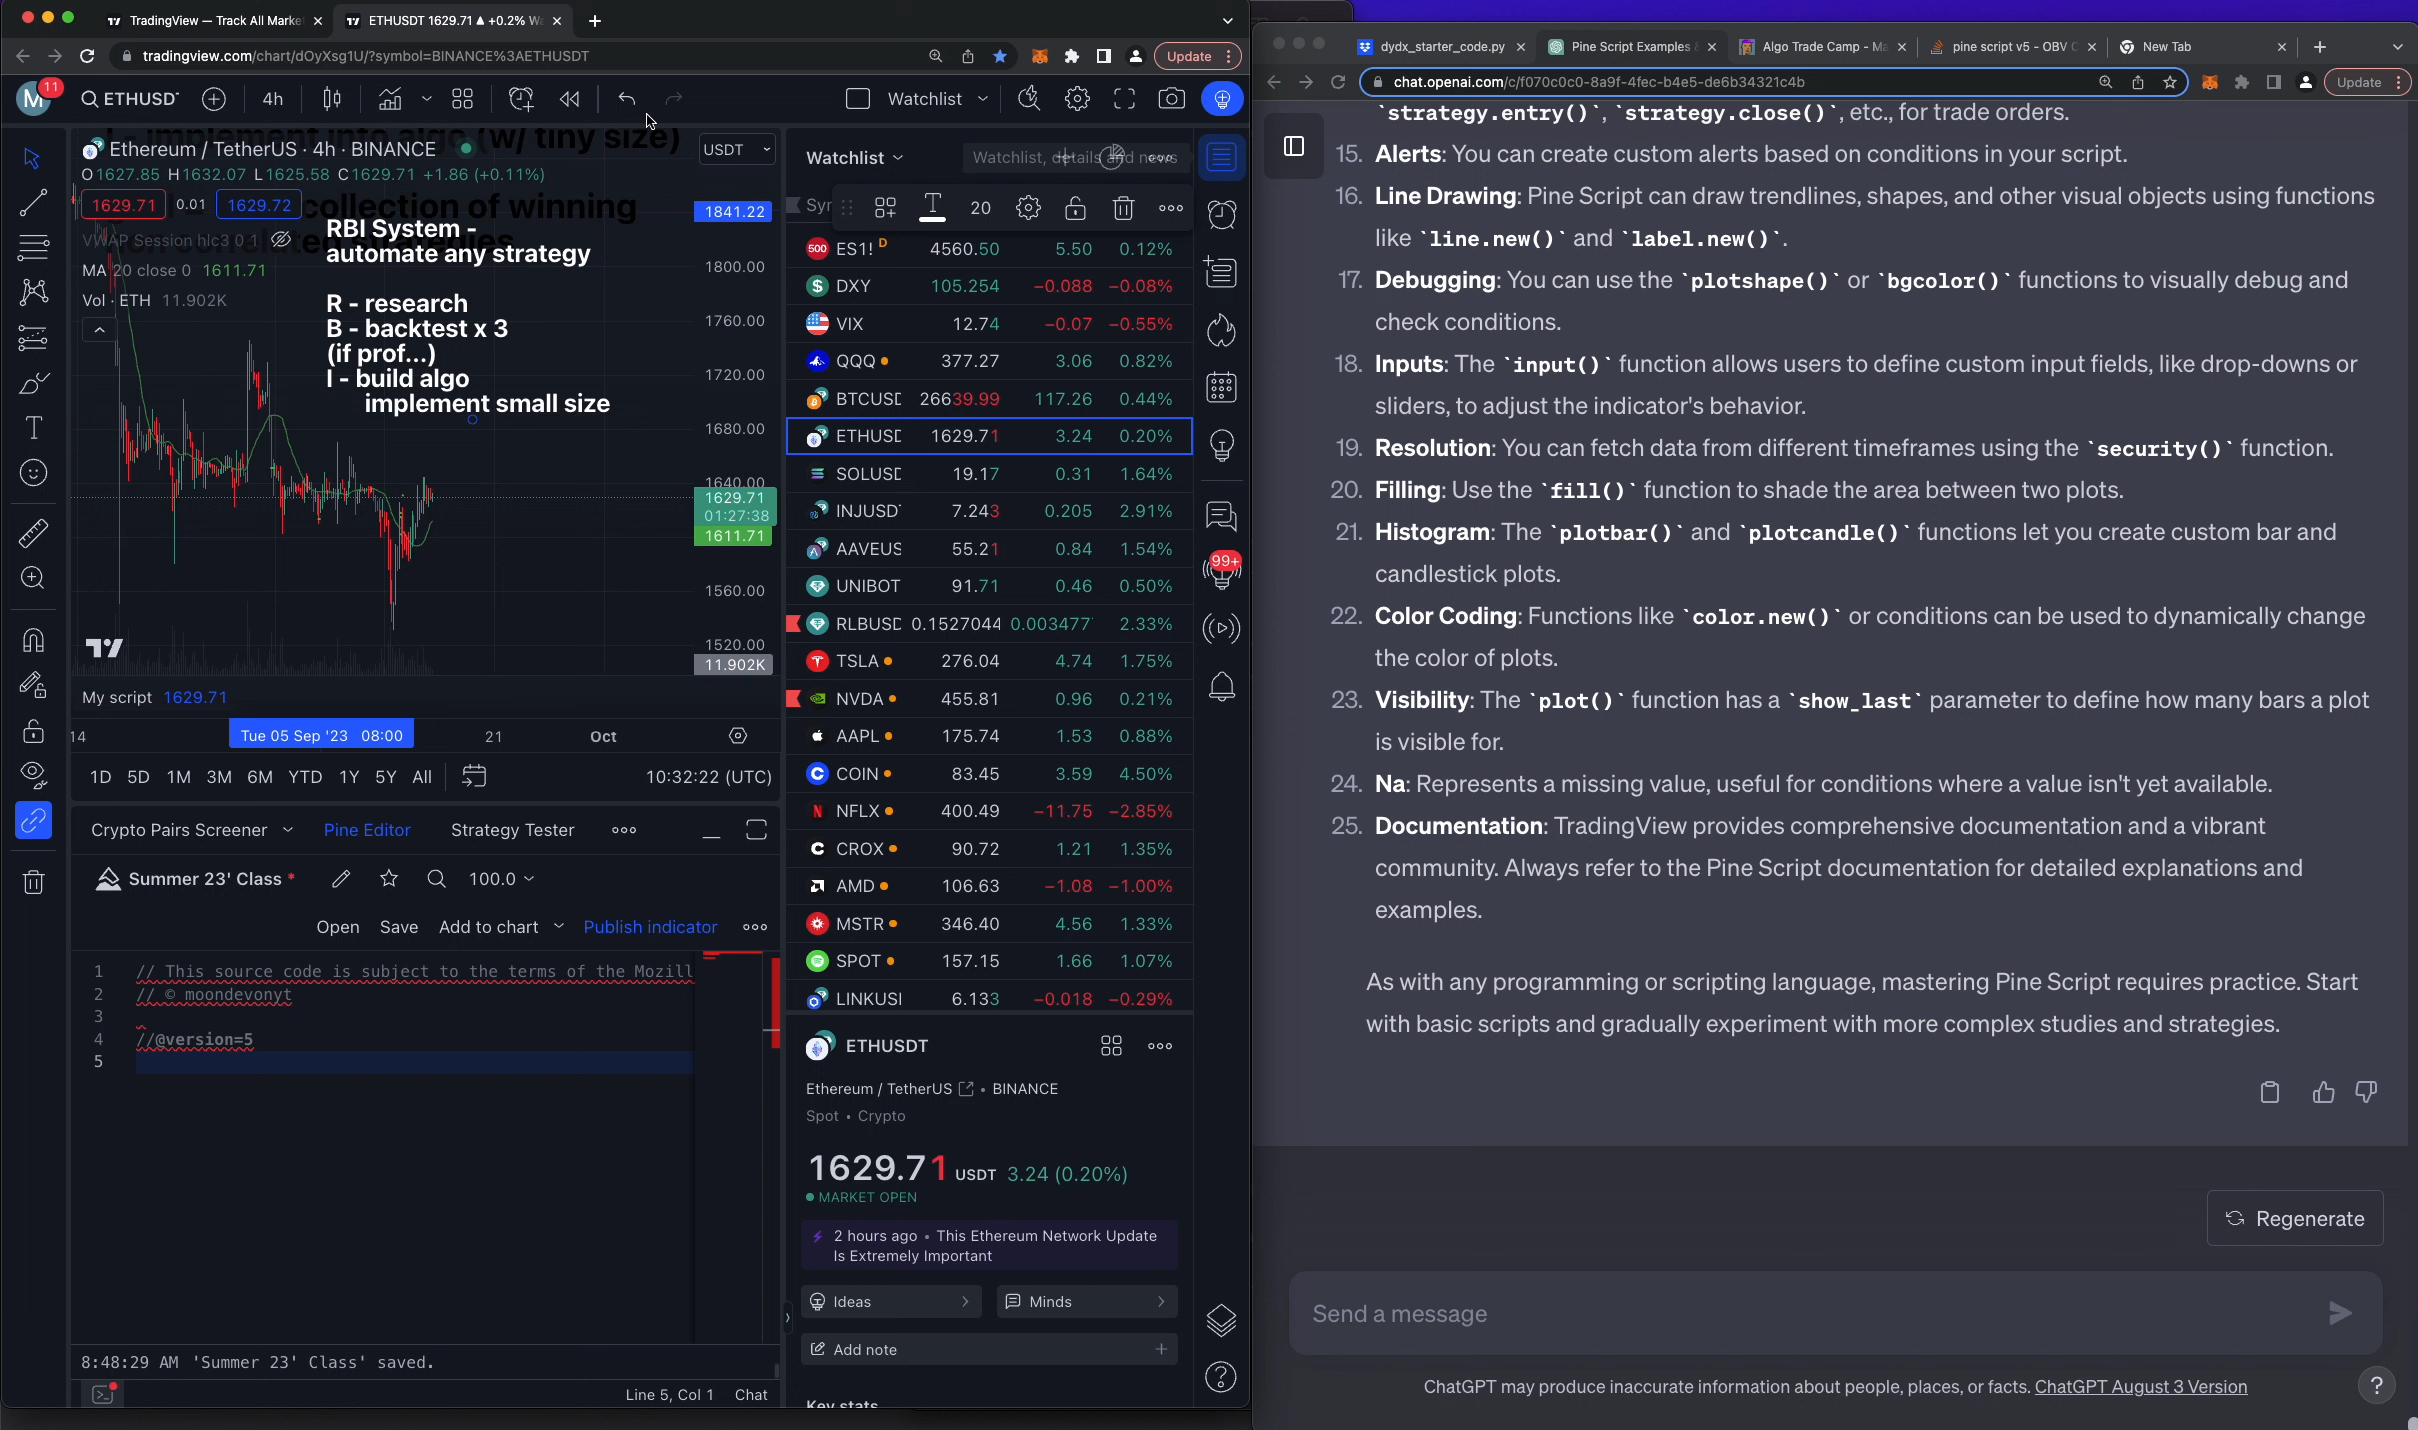 TradingView — Track All Marke
ETHUSDT 1629.71 ▲ +0.2% W
tradingview.com/chart/dOyXsg1U/?symbol=BINANCE%3AETHUSDT
Update
M 11
ETHUSD
4h
Watchlist
I - implement into algo (w/ tiny size)
Ethereum / TetherUS · 4h · BINANCE
USDT
O1627.85 H1632.07 L1625.58 C1629.71 +1.86 (+0.11%)
1629.71 0.01 1629.72
collection of winning
VWAP Session hlc3 0 1
MA 20 close 0 1611.71
Vol · ETH 11.902K
RBI System -
automate any strategy
R - research
B - backtest x 3
(if prof...)
I - build algo
implement small size
1841.22
1800.00
1760.00
1720.00
1680.00
1640.00
1629.71
01:27:38
1611.71
1560.00
1520.00
11.902K
My script 1629.71
14 Tue 05 Sep '23 08:00 21 Oct
1D 5D 1M 3M 6M YTD 1Y 5Y All 10:32:22 (UTC)
Crypto Pairs Screener Pine Editor Strategy Tester
Summer 23' Class * 100.0
Open Save Add to chart Publish indicator
1 // This source code is subject to the terms of the Mozill
2 // © moondevonyt
3
4 //@version=5
5
8:48:29 AM 'Summer 23' Class' saved.
Line 5, Col 1 Chat
Watchlist
Watchlist, details and news
Syr 20
500 ES1! D 4560.50 5.50 0.12%
$ DXY 105.254 −0.088 −0.08%
VIX 12.74 −0.07 −0.55%
QQQ 377.27 3.06 0.82%
BTCUSD 26639.99 117.26 0.44%
ETHUSD 1629.71 3.24 0.20%
SOLUSD 19.17 0.31 1.64%
INJUSD 7.243 0.205 2.91%
AAVEUS 55.21 0.84 1.54%
UNIBOT 91.71 0.46 0.50%
RLBUSD 0.1527044 0.003477 2.33%
TSLA 276.04 4.74 1.75%
NVDA 455.81 0.96 0.21%
AAPL 175.74 1.53 0.88%
COIN 83.45 3.59 4.50%
NFLX 400.49 −11.75 −2.85%
CROX 90.72 1.21 1.35%
AMD 106.63 −1.08 −1.00%
MSTR 346.40 4.56 1.33%
SPOT 157.15 1.66 1.07%
LINKUS 6.133 −0.018 −0.29%
99+
ETHUSDT
Ethereum / TetherUS • BINANCE
Spot • Crypto
1629.71 USDT 3.24 (0.20%)
MARKET OPEN
2 hours ago • This Ethereum Network Update
Is Extremely Important
Ideas Minds
Add note
Key stats
dydx_starter_code.py
Pine Script Examples &
Algo Trade Camp - Ma
pine script v5 - OBV C
New Tab
chat.openai.com/c/f070c0c0-8a9f-4fec-b4e5-de6b34321c4b
Update
`strategy.entry()`, `strategy.close()`, etc., for trade orders.
15. Alerts: You can create custom alerts based on conditions in your script.
16. Line Drawing: Pine Script can draw trendlines, shapes, and other visual objects using functions
like `line.new()` and `label.new()`.
17. Debugging: You can use the `plotshape()` or `bgcolor()` functions to visually debug and
check conditions.
18. Inputs: The `input()` function allows users to define custom input fields, like drop-downs or
sliders, to adjust the indicator's behavior.
19. Resolution: You can fetch data from different timeframes using the `security()` function.
20. Filling: Use the `fill()` function to shade the area between two plots.
21. Histogram: The `plotbar()` and `plotcandle()` functions let you create custom bar and
candlestick plots.
22. Color Coding: Functions like `color.new()` or conditions can be used to dynamically change
the color of plots.
23. Visibility: The `plot()` function has a `show_last` parameter to define how many bars a plot
is visible for.
24. Na: Represents a missing value, useful for conditions where a value isn't yet available.
25. Documentation: TradingView provides comprehensive documentation and a vibrant
community. Always refer to the Pine Script documentation for detailed explanations and
examples.
As with any programming or scripting language, mastering Pine Script requires practice. Start
with basic scripts and gradually experiment with more complex studies and strategies.
Regenerate
Send a message
ChatGPT may produce inaccurate information about people, places, or facts. ChatGPT August 3 Version
?